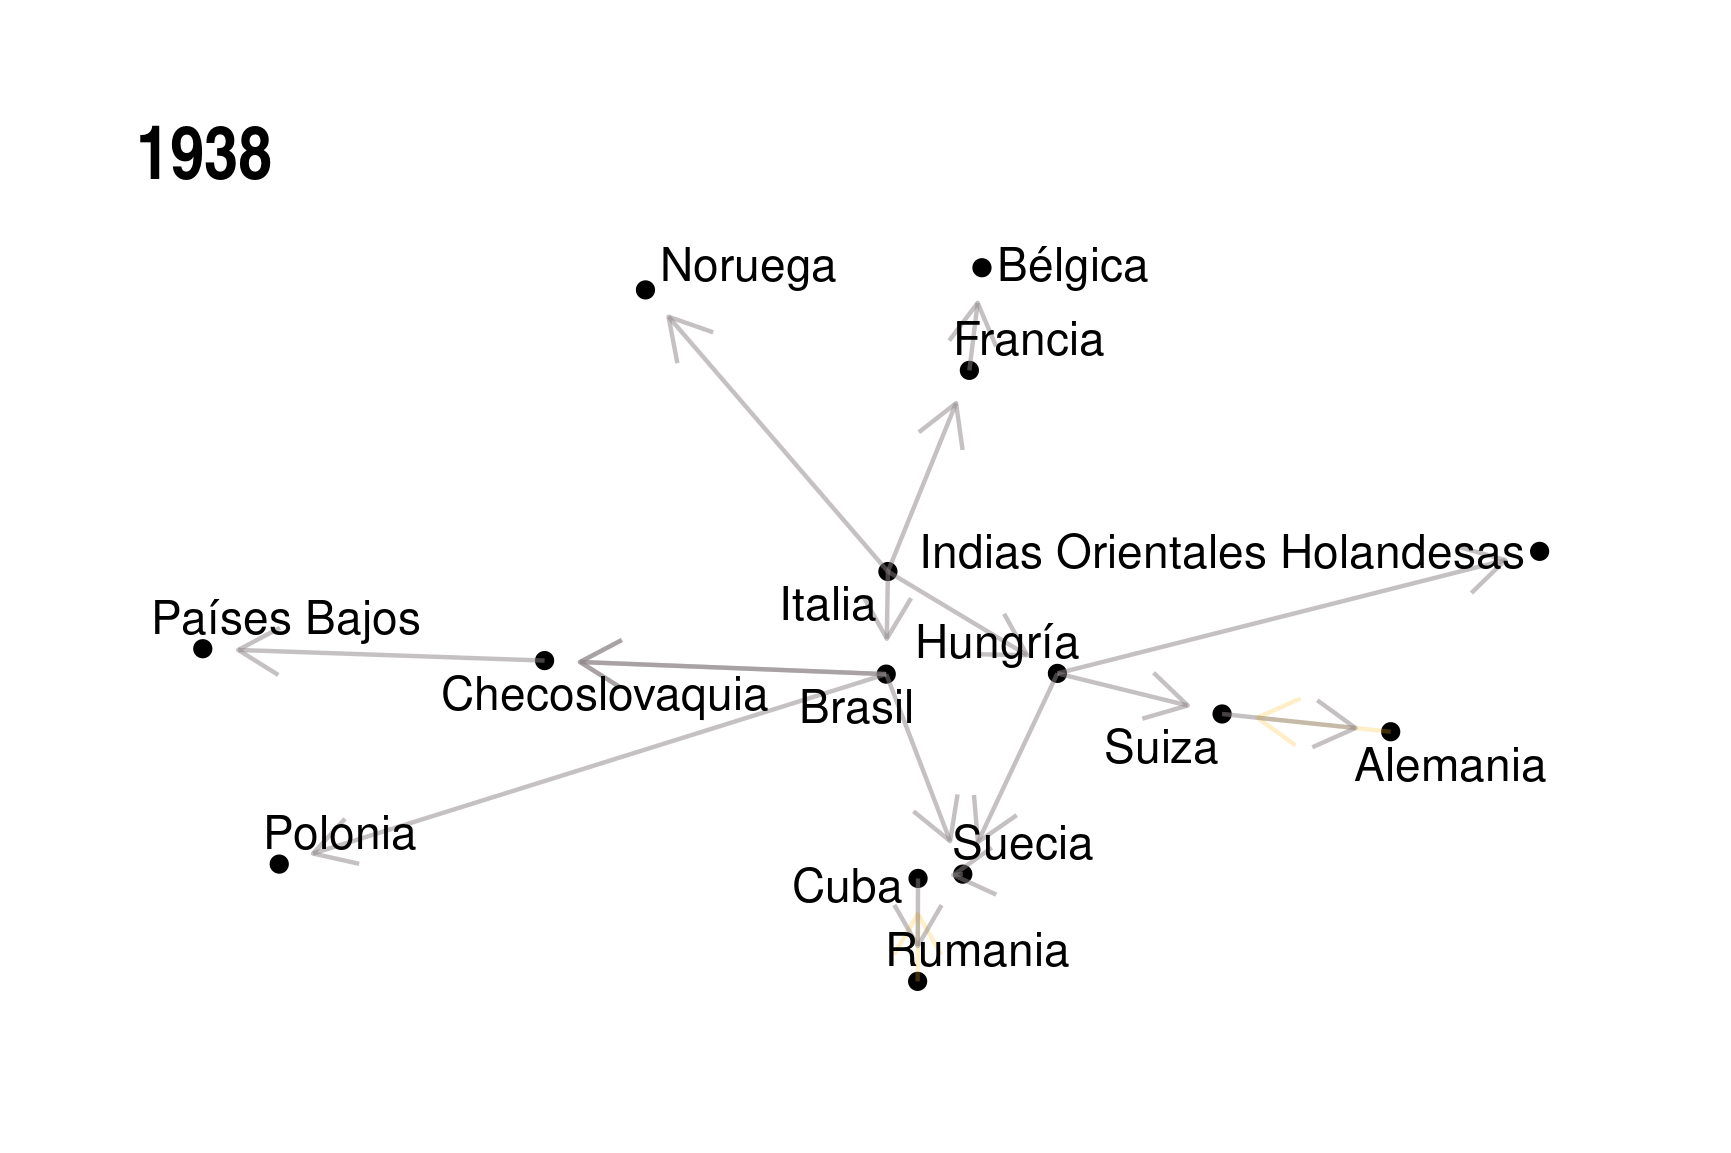 1938
Noruega
Bélgica
Francia
Indias Orientales Holandesas
Italia
Países Bajos
Hungría
Checoslovaquia
Brasil
Suiza
Alemania
Polonia
Suecia
Cuba
Rumania